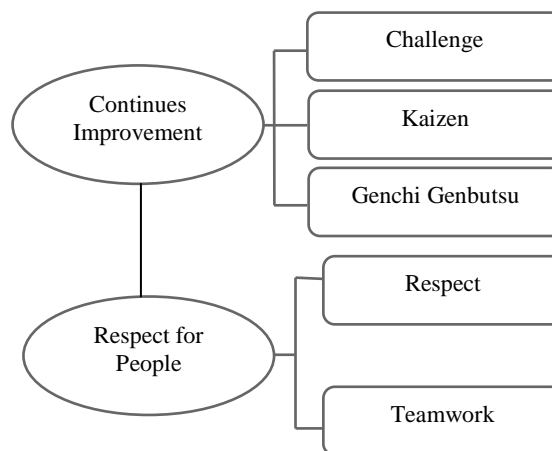 Continues
Improvement
Challenge
Kaizen
Genchi Genbutsu
Respect for
People
Respect
Teamwork